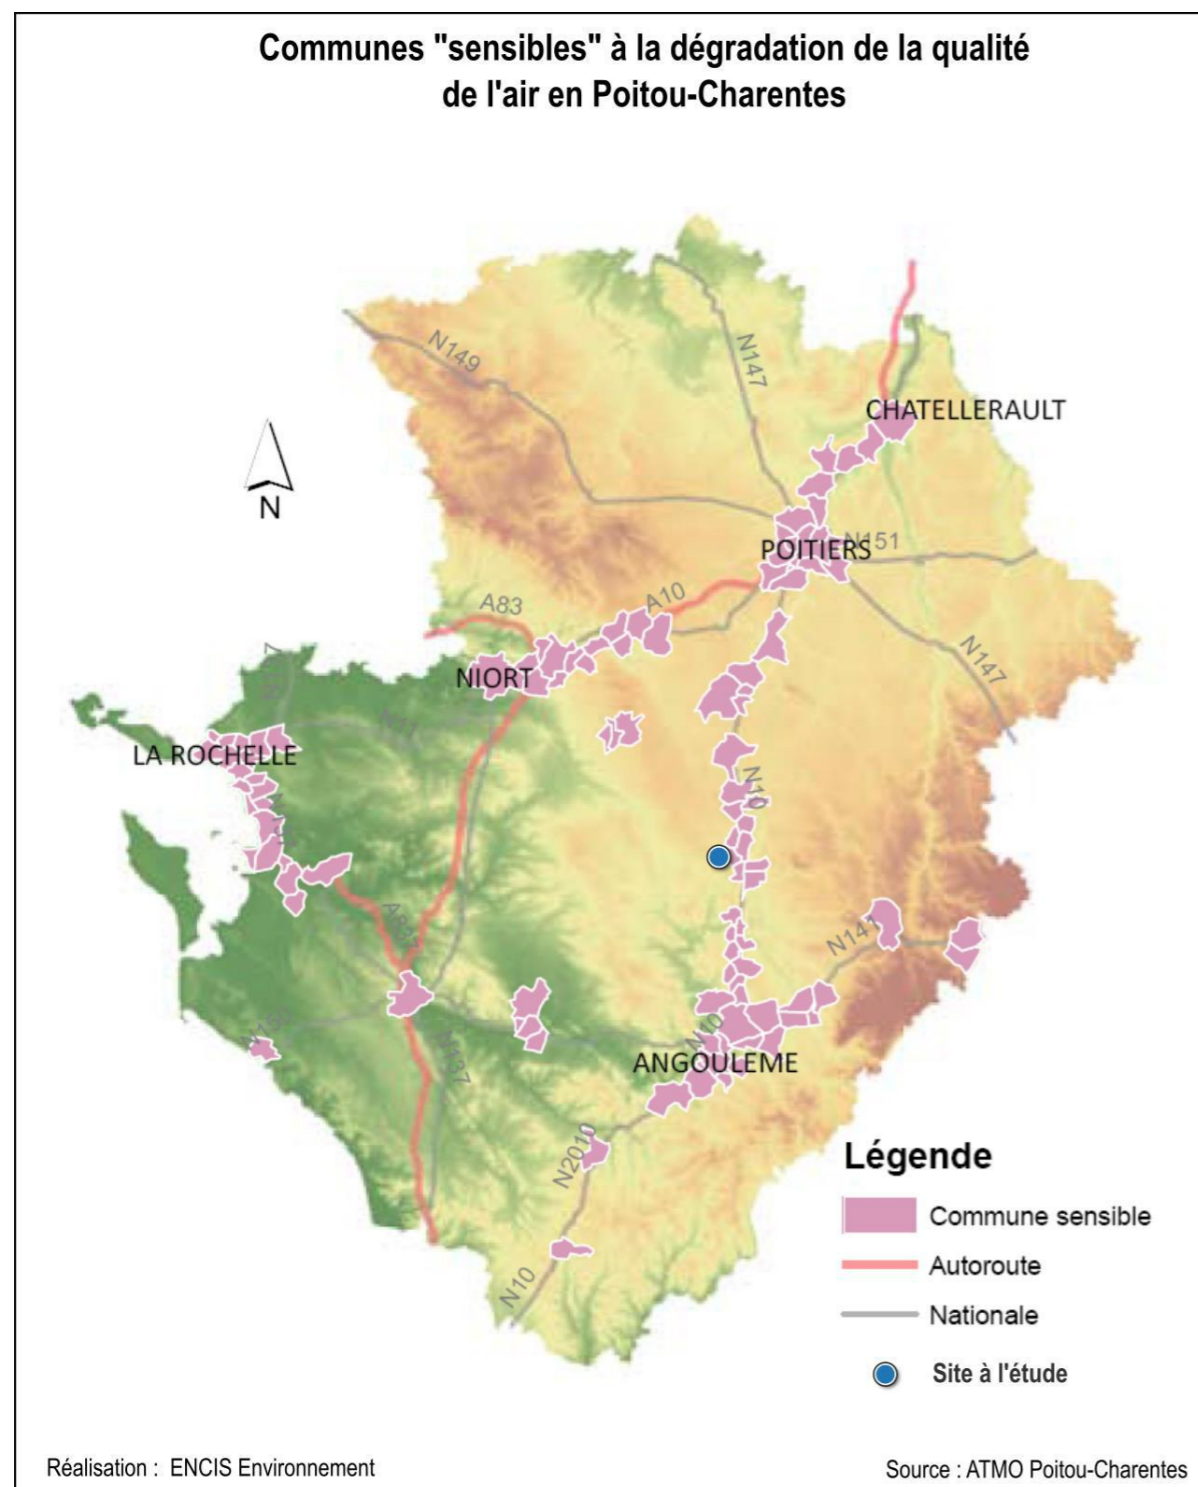 Communes "sensibles" à la dégradation de la qualité
de l'air en Poitou-Charentes
N149
N147
CHATELLERAULT
N
POITIERS
N151
A10
A83
N147
NIORT
N11
LA ROCHELLE
N10
N141
N10
ANGOULEME
N137
N2010
N10
Légende
Commune sensible
Autoroute
Nationale
Site à l'étude
Réalisation : ENCIS Environnement
Source : ATMO Poitou-Charentes